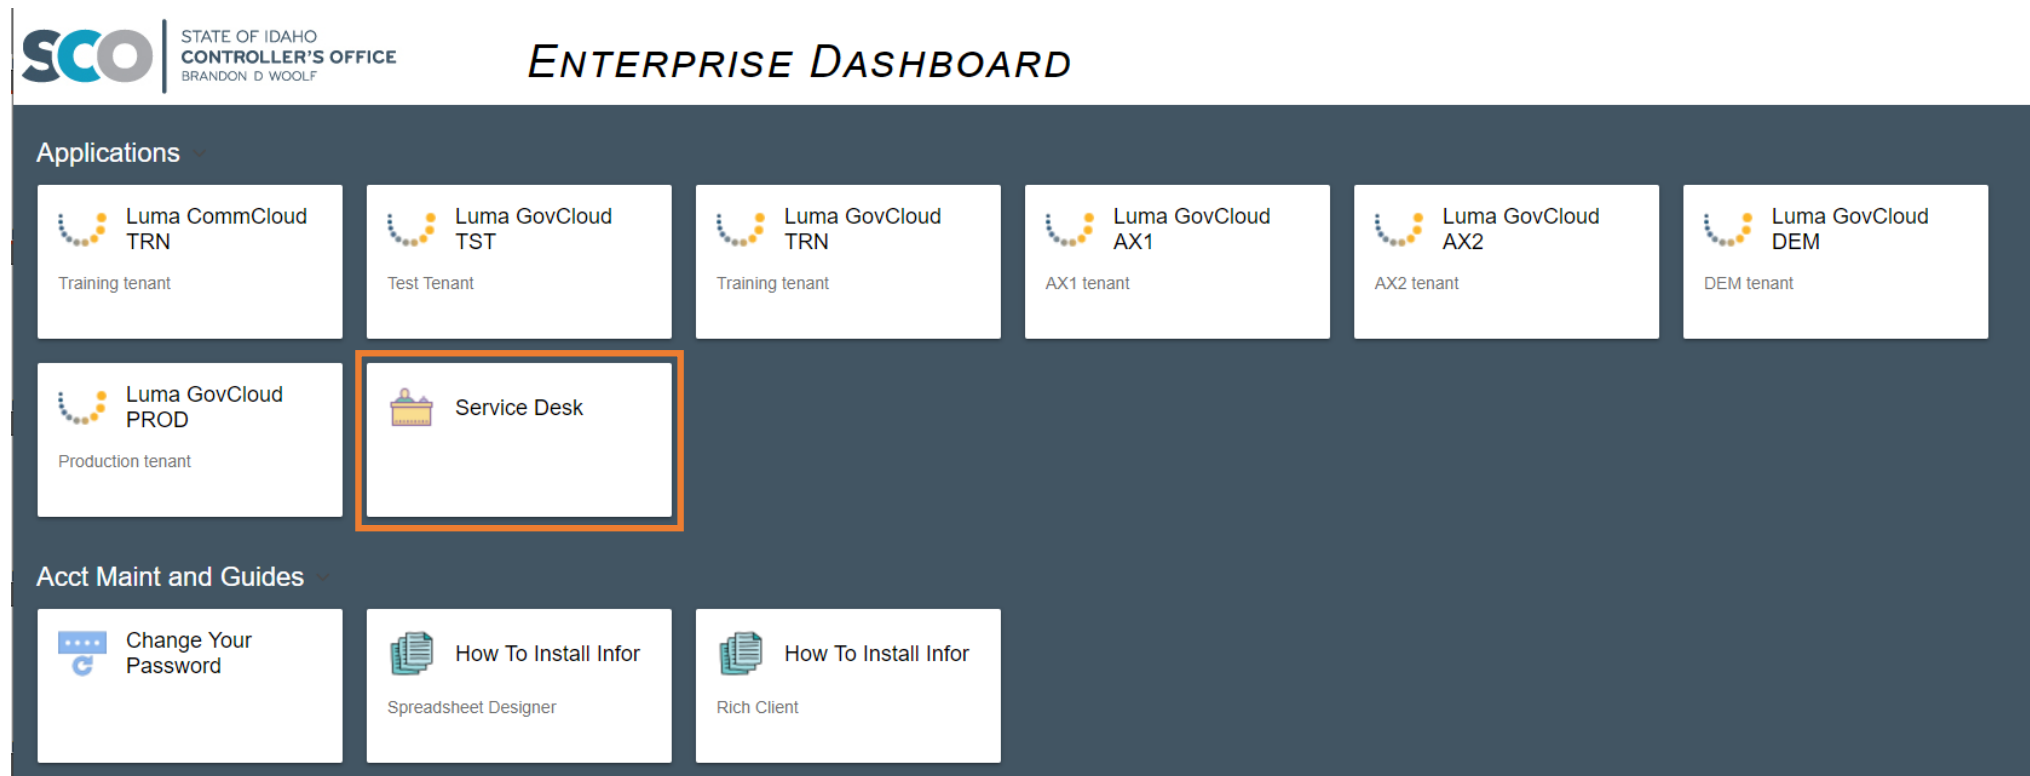 SCO
STATE OF IDAHO
CONTROLLER'S OFFICE
BRANDON D WOOLF
ENTERPRISE DASHBOARD
Applications
Luma CommCloud
TRN
Training tenant
Luma GovCloud
TST
Test Tenant
Luma GovCloud
TRN
Training tenant
Luma GovCloud
AX1
AX1 tenant
Luma GovCloud
AX2
AX2 tenant
Luma GovCloud
DEM
DEM tenant
Luma GovCloud
PROD
Production tenant
Service Desk
Acct Maint and Guides
Change Your
Password
How To Install Infor
Spreadsheet Designer
How To Install Infor
Rich Client